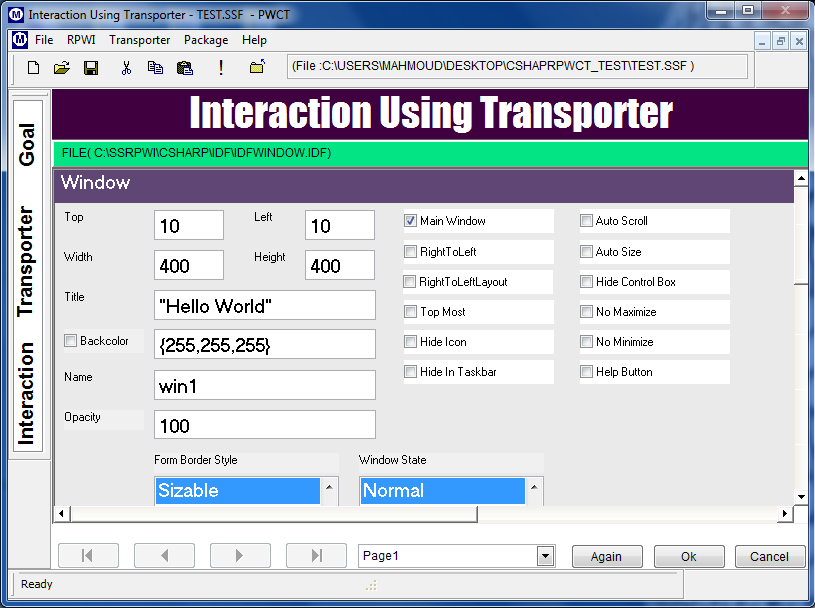 Interaction Using Transporter - TEST.SSF - PWCT
File RPWI Transporter Package Help
(File :C:\USERS\MAHMOUD\DESKTOP\CSHAPRPWCT_TEST\TEST.SSF )
Goal
Transporter
Interaction
Interaction Using Transporter
FILE( C:\SSRPWI\CSHARP\IDF\IDFWINDOW.IDF)
Window
Top 10 Left 10
Width 400 Height 400
Title "Hello World"
Backcolor {255,255,255}
Name win1
Opacity 100
Main Window Auto Scroll
RightToLeft Auto Size
RightToLeftLayout Hide Control Box
Top Most No Maximize
Hide Icon No Minimize
Hide In Taskbar Help Button
Form Border Style Window State
Sizable Normal
Page1 Again Ok Cancel
Ready